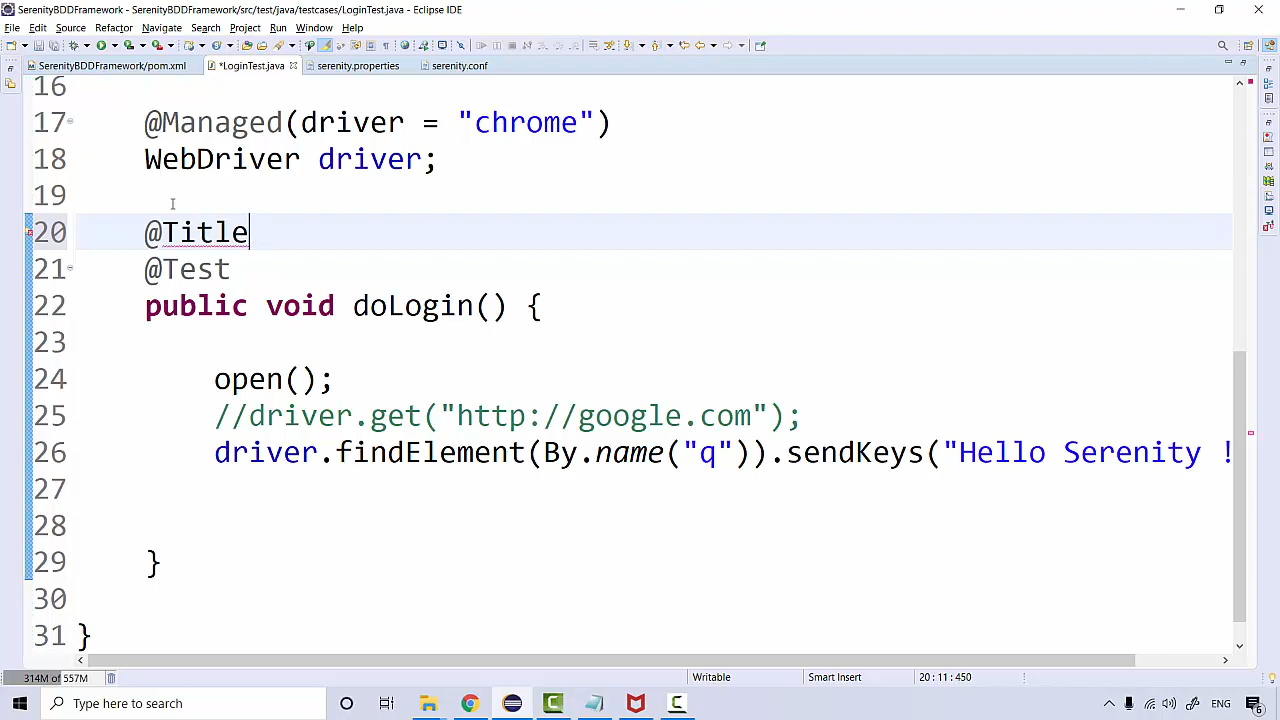 SerenityBDDFramework - SerenityBDDFramework/src/test/java/testcases/LoginTest.java - Eclipse IDE
File Edit Source Refactor Navigate Search Project Run Window Help
SerenityBDDFramework/pom.xml *LoginTest.java serenity.properties serenity.conf
16
17 @Managed(driver = "chrome")
18 WebDriver driver;
19
20 @Title
21 @Test
22 public void doLogin() {
23
24 open();
25 //driver.get("http://google.com");
26 driver.findElement(By.name("q")).sendKeys("Hello Serenity !
27
28
29 }
30
31 }
314M of 557M Writable Smart Insert 20 : 11 : 450
Type here to search ENG 6